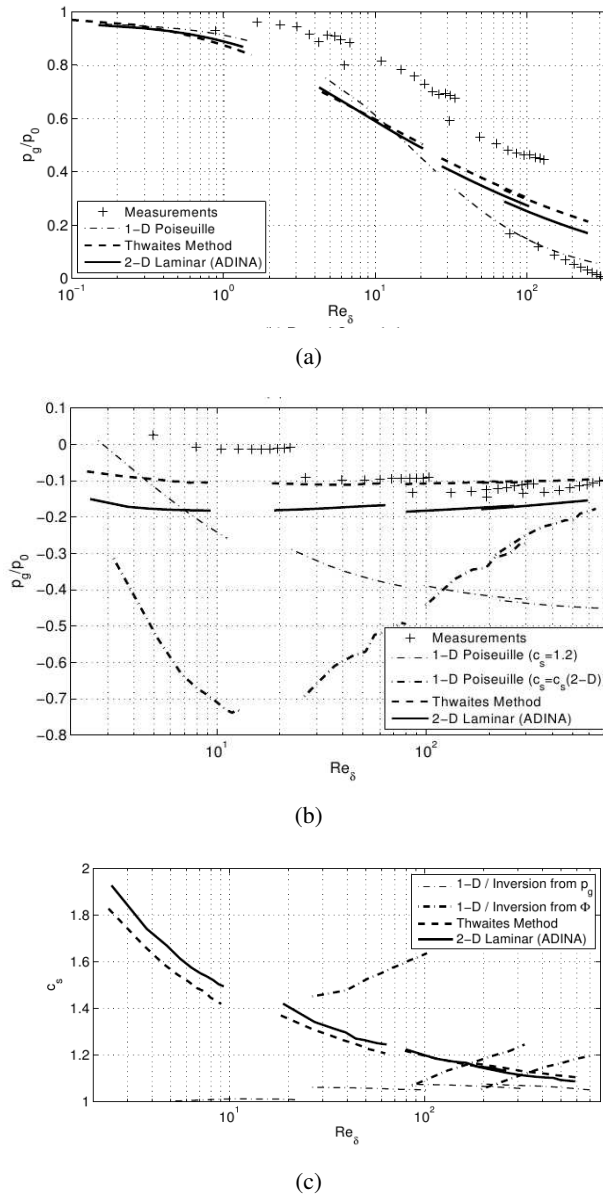 1
0.8
0.6
0.4
0.2
0
p_g/p_0
+ Measurements
1−D Poiseuille
Thwaites Method
2−D Laminar (ADINA)
10^−1
10^0
10^1
10^2
Re_δ
(a)
0.1
0
−0.1
−0.2
−0.3
−0.4
−0.5
−0.6
−0.7
−0.8
p_g/p_0
+ Measurements
1−D Poiseuille (c_s=1.2)
1−D Poiseuille (c_s=c_s(2−D)
Thwaites Method
2−D Laminar (ADINA)
10^1
10^2
Re_δ
(b)
2
1.8
1.6
1.4
1.2
1
c_s
1−D / Inversion from p_g
1−D / Inversion from Φ
Thwaites Method
2−D Laminar (ADINA)
10^1
10^2
Re_δ
(c)